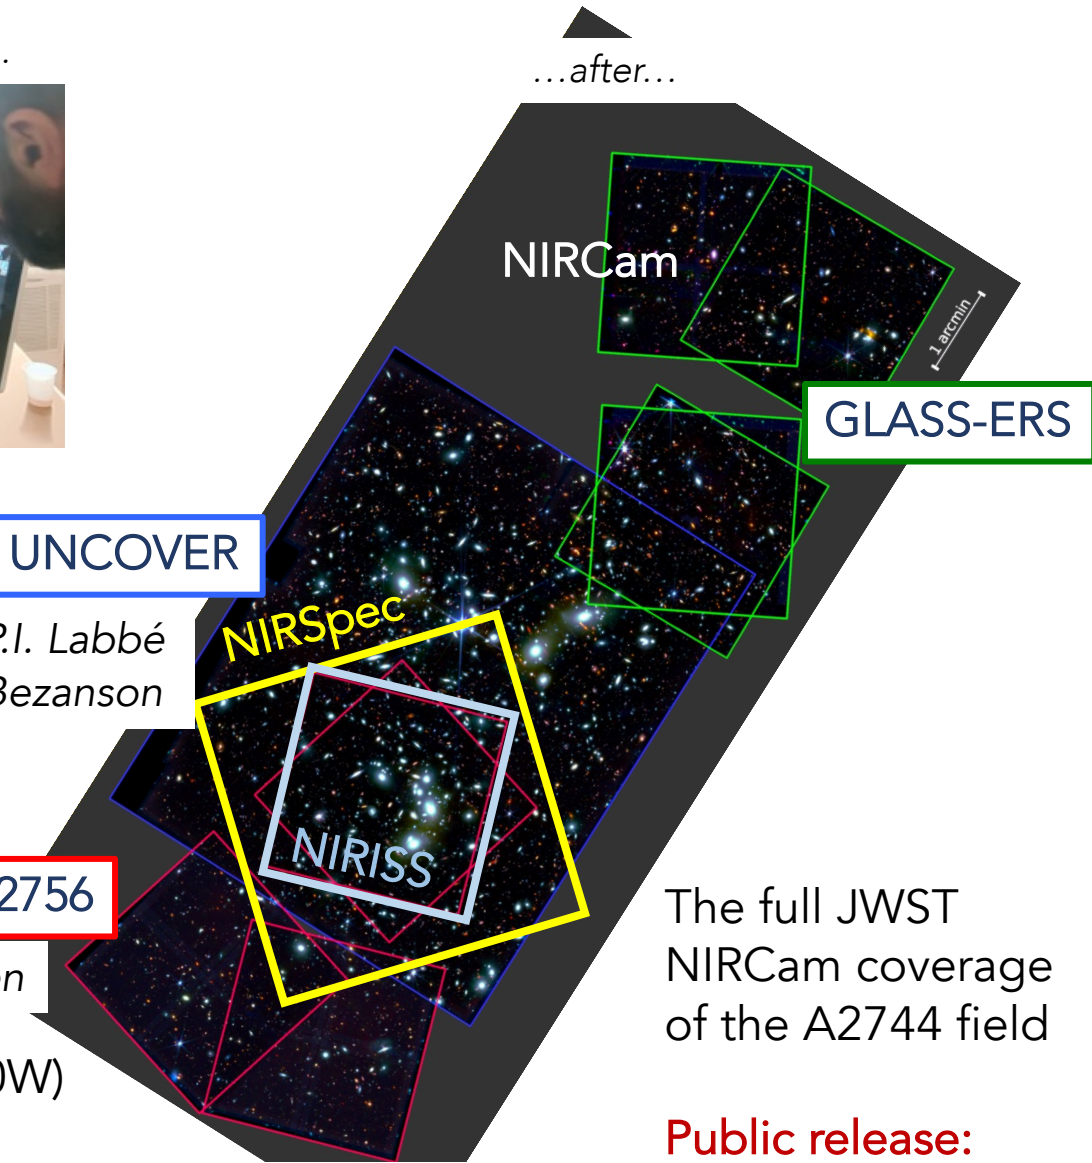 …after…
NIRCam
1 arcmin
GLASS-ERS
UNCOVER
P.I. Labbé
Bezanson
NIRSpec
NIRISS
2756
The full JWST
NIRCam coverage
of the A2744 field
Public release: